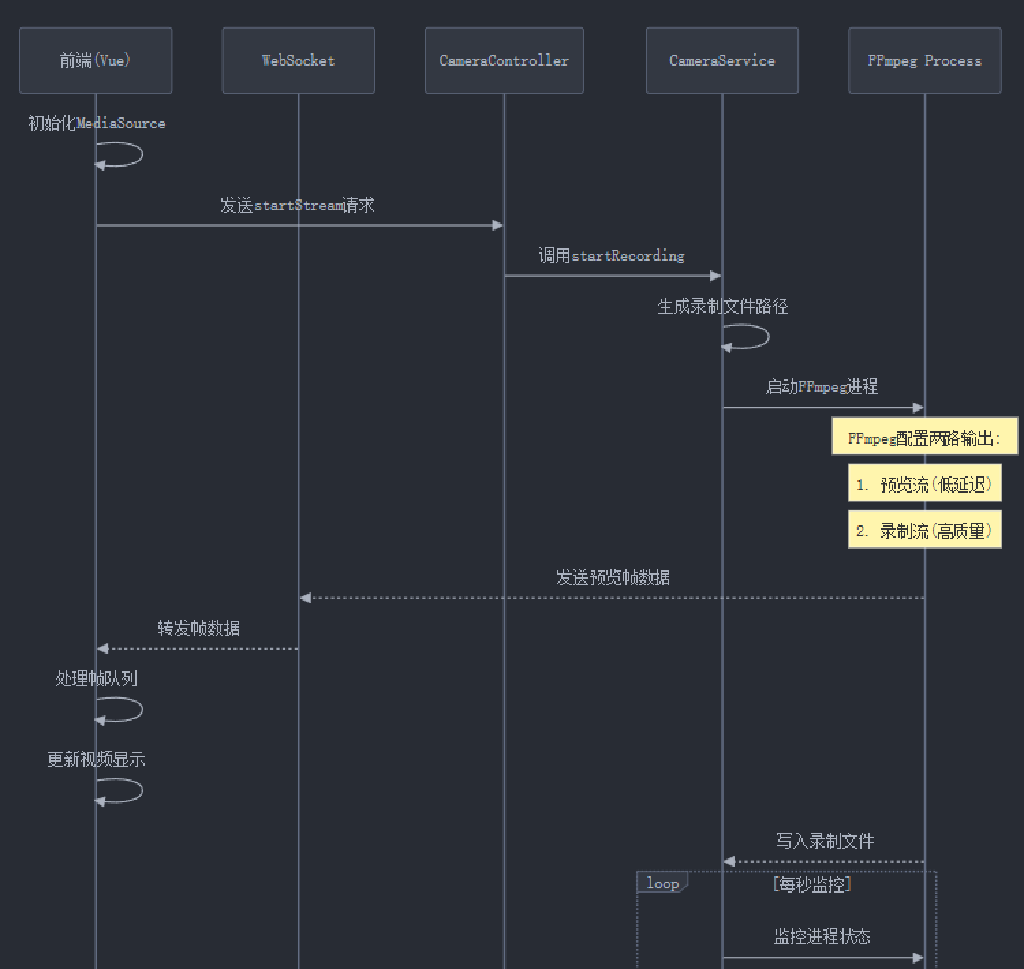 前端(Vue)
WebSocket
CameraController
CameraService
FFmpeg Process
初始化MediaSource
发送startStream请求
调用startRecording
生成录制文件路径
启动FFmpeg进程
FFmpeg配置两路输出:
1. 预览流(低延迟)
2. 录制流(高质量)
发送预览帧数据
转发帧数据
处理帧队列
更新视频显示
写入录制文件
loop
[每秒监控]
监控进程状态